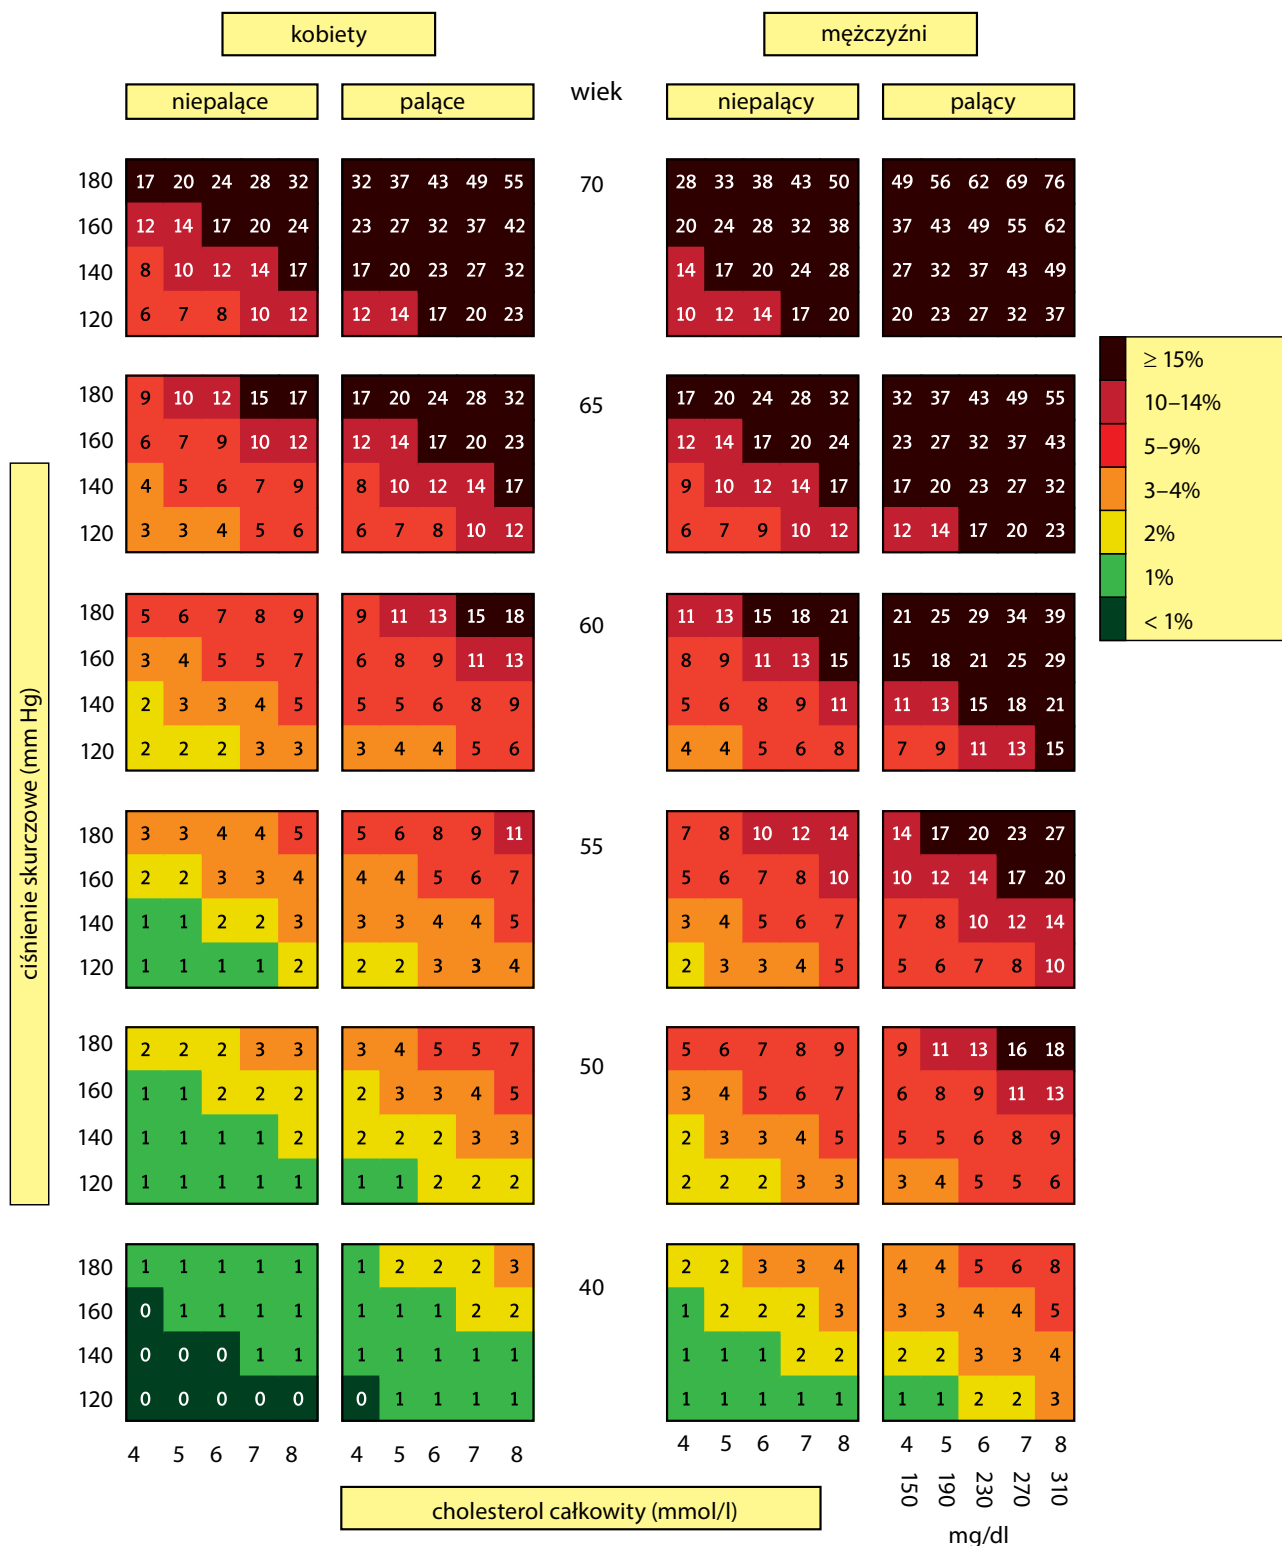 kobiety mężczyźni
niepalące palące wiek niepalący palący
180 17 20 24 28 32 32 37 43 49 55 70 28 33 38 43 50 49 56 62 69 76
160 12 14 17 20 24 23 27 32 37 42 20 24 28 32 38 37 43 49 55 62
140 8 10 12 14 17 17 20 23 27 32 14 17 20 24 28 27 32 37 43 49
120 6 7 8 10 12 12 14 17 20 23 10 12 14 17 20 20 23 27 32 37
180 9 10 12 15 17 17 20 24 28 32 65 17 20 24 28 32 32 37 43 49 55
160 6 7 9 10 12 12 14 17 20 23 12 14 17 20 24 23 27 32 37 43
140 4 5 6 7 9 8 10 12 14 17 9 10 12 14 17 17 20 23 27 32
120 3 3 4 5 6 6 7 8 10 12 6 7 9 10 12 12 14 17 20 23
180 5 6 7 8 9 9 11 13 15 18 60 11 13 15 18 21 21 25 29 34 39
160 3 4 5 5 7 6 8 9 11 13 8 9 11 13 15 15 18 21 25 29
140 2 3 3 4 5 5 5 6 8 9 5 6 8 9 11 11 13 15 18 21
120 2 2 2 3 3 3 4 4 5 6 4 4 5 6 8 7 9 11 13 15
180 3 3 4 4 5 5 6 8 9 11 55 7 8 10 12 14 14 17 20 23 27
160 2 2 3 3 4 4 4 5 6 7 5 6 7 8 10 10 12 14 17 20
140 1 1 2 2 3 3 3 4 4 5 3 4 5 6 7 7 8 10 12 14
120 1 1 1 1 2 2 2 3 3 4 2 3 3 4 5 5 6 7 8 10
180 2 2 2 3 3 3 4 5 5 7 50 5 6 7 8 9 9 11 13 16 18
160 1 1 2 2 2 2 3 3 4 5 3 4 5 6 7 6 8 9 11 13
140 1 1 1 1 2 2 2 2 3 3 2 3 3 4 5 5 5 6 8 9
120 1 1 1 1 1 1 1 2 2 2 2 2 2 3 3 3 4 5 5 6
180 1 1 1 1 1 1 2 2 2 3 40 2 2 3 3 4 4 4 5 6 8
160 0 1 1 1 1 1 1 1 2 2 1 2 2 2 3 3 3 4 4 5
140 0 0 0 1 1 1 1 1 1 1 1 1 1 2 2 2 2 3 3 4
120 0 0 0 0 0 0 1 1 1 1 1 1 1 1 1 1 1 2 2 3
4 5 6 7 8 4 5 6 7 8 4 5 6 7 8 4 5 6 7 8
150 190 230 270 310
cholesterol całkowity (mmol/l)
mg/dl
ciśnienie skurczowe (mm Hg)
≥ 15%
10–14%
5–9%
3–4%
2%
1%
< 1%